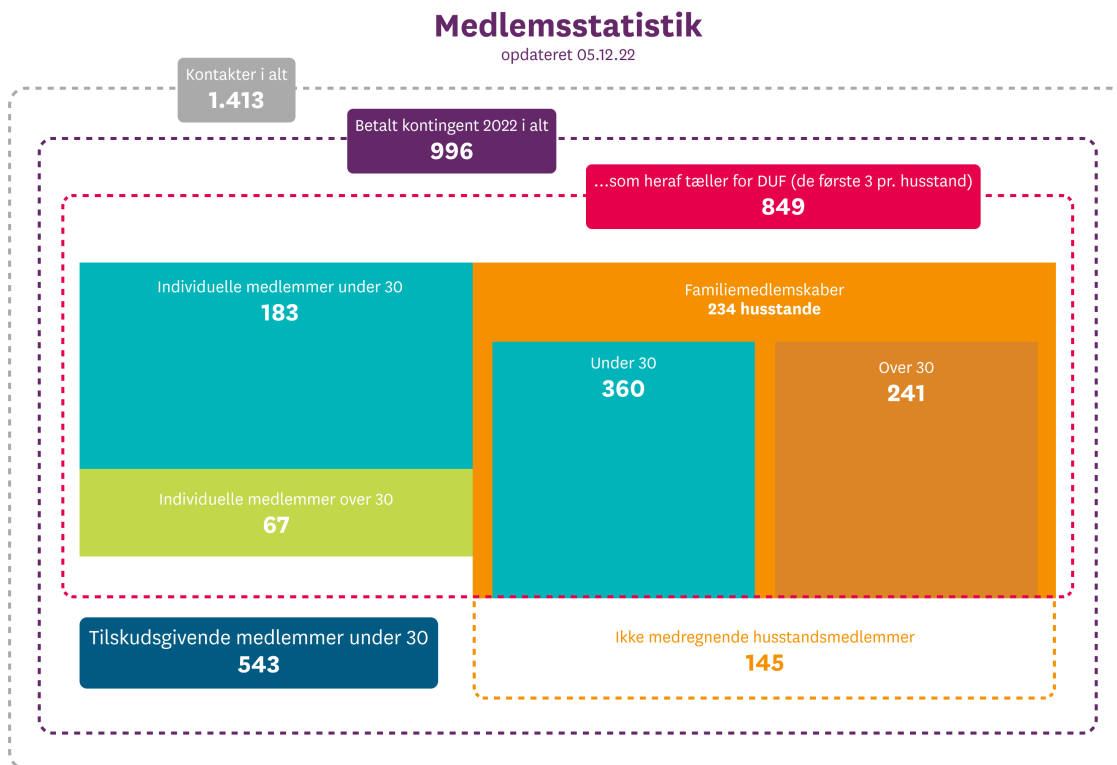 Medlemsstatistik
opdateret 05.12.22
Kontakter i alt
1.413
Betalt kontingent 2022 i alt
996
...som heraf tæller for DUF (de første 3 pr. husstand)
849
Individuelle medlemmer under 30
183
Familiemedlemskaber
234 husstande
Under 30
360
Over 30
241
Individuelle medlemmer over 30
67
Tilskudsgivende medlemmer under 30
543
Ikke medregnende husstandsmedlemmer
145